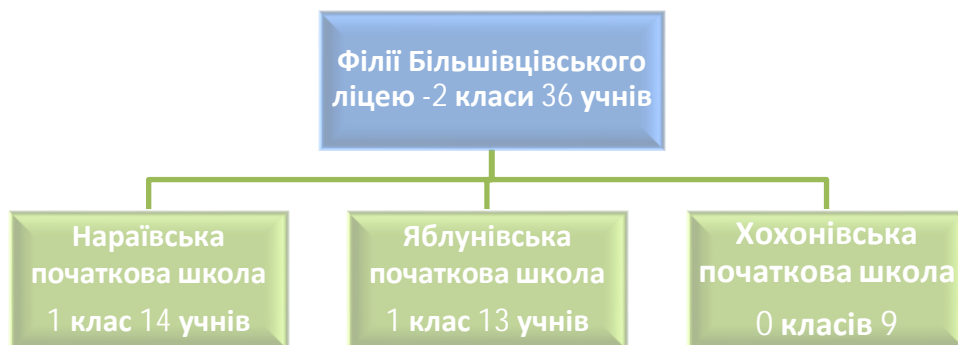 Філії Більшівцівського
ліцею -2 класи 36 учнів
Нараївська
початкова школа
1 клас 14 учнів
Яблунівська
початкова школа
1 клас 13 учнів
Хохонівська
початкова школа
0 класів 9